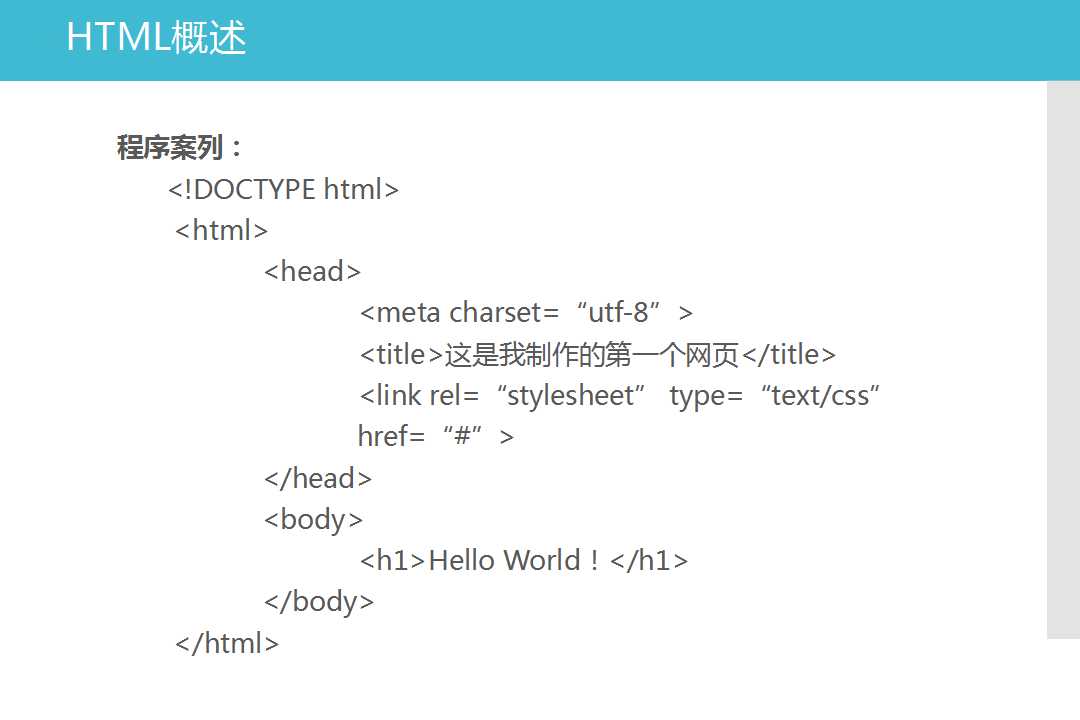 HTML概述
程序案列：
<!DOCTYPE html>
<html>
<head>
<meta charset=“utf-8”>
<title>这是我制作的第一个网页</title>
<link rel=“stylesheet” type=“text/css”
href=“#”>
</head>
<body>
<h1>Hello World！</h1>
</body>
</html>